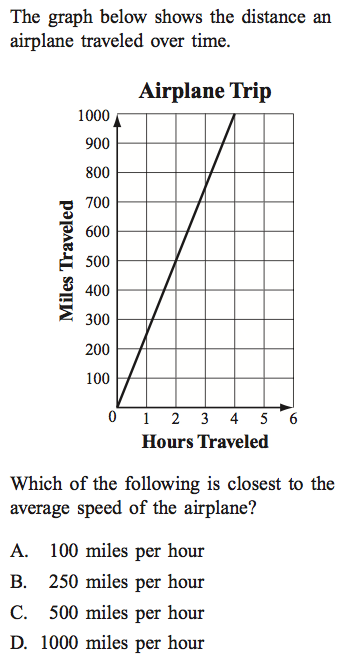 The graph below shows the distance an
airplane traveled over time.
Airplane Trip
1000
900
800
700
600
500
400
300
200
100
Miles Traveled
0 1 2 3 4 5 6
Hours Traveled
Which of the following is closest to the
average speed of the airplane?
A. 100 miles per hour
B. 250 miles per hour
C. 500 miles per hour
D. 1000 miles per hour